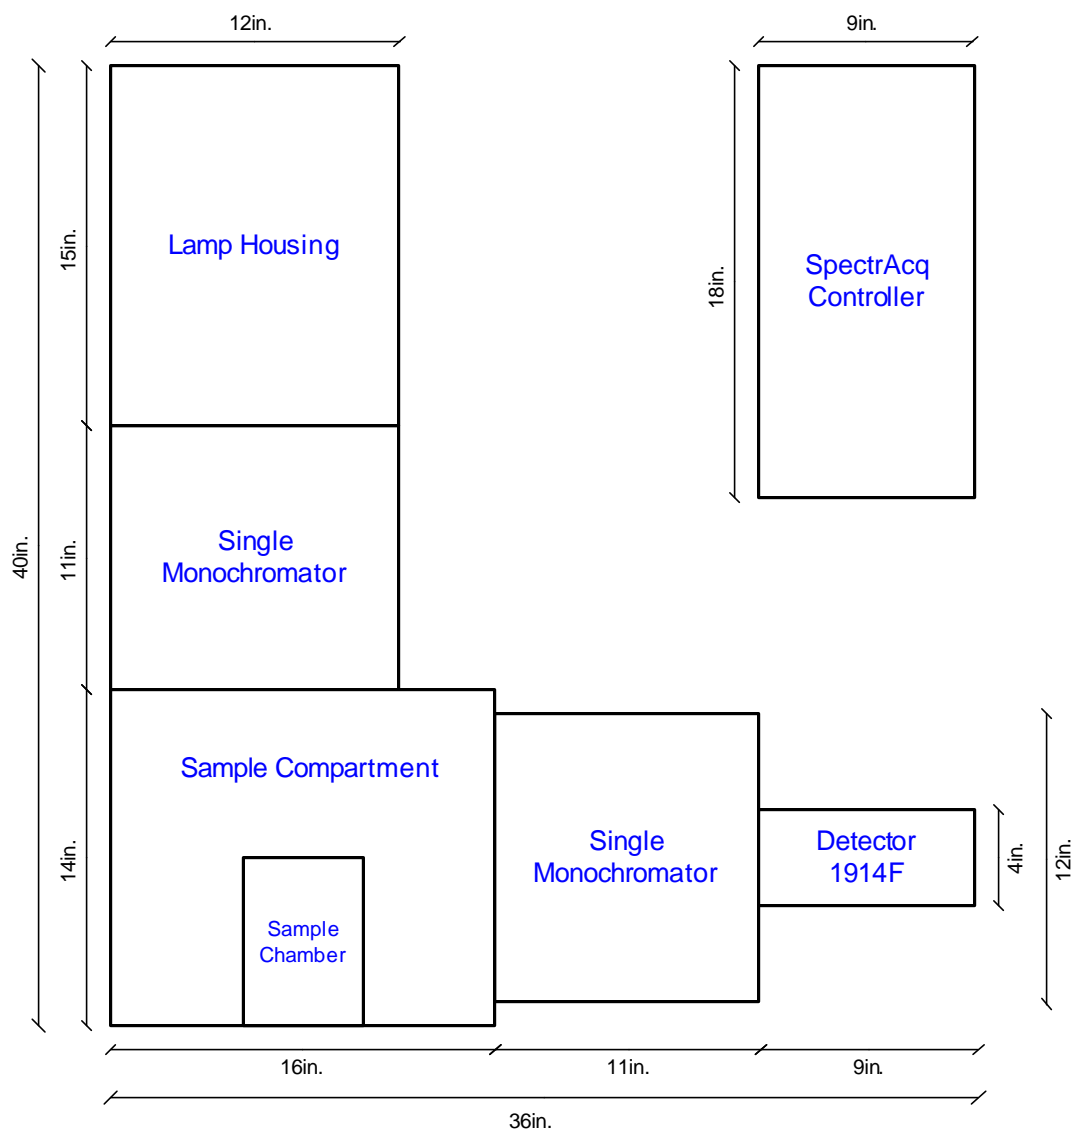 12in.
9in.
15in.
Lamp Housing
18in.
SpectrAcq
Controller
40in.
11in.
Single
Monochromator
14in.
Sample Compartment
Sample
Chamber
Single
Monochromator
Detector
1914F
4in.
12in.
16in.
11in.
9in.
36in.